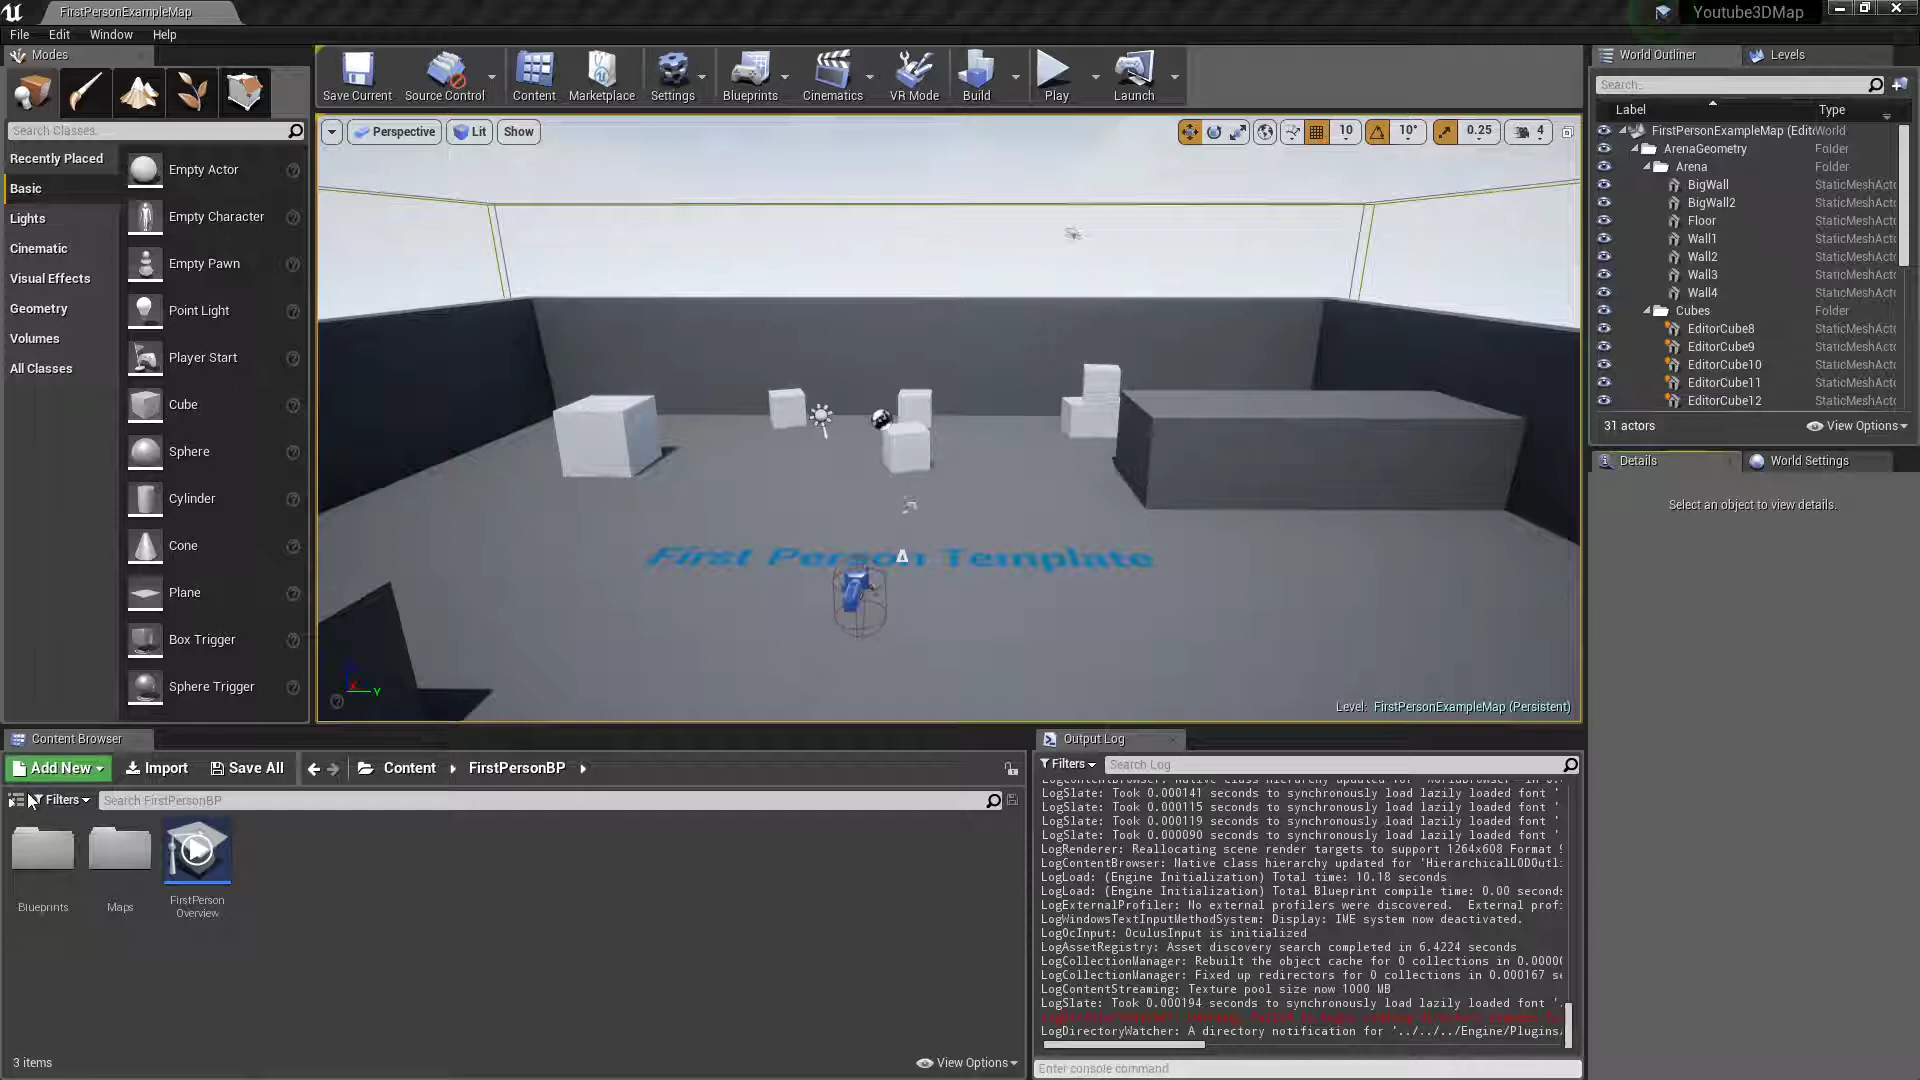 FirstPersonExampleMap
Youtube3DMap
File Edit Window Help
Modes
Save Current
Source Control
Content
Marketplace
Settings
Blueprints
Cinematics
VR Mode
Build
Play
Launch
Search Classes...
Recently Placed
Basic
Lights
Cinematic
Visual Effects
Geometry
Volumes
All Classes
Empty Actor
Empty Character
Empty Pawn
Point Light
Player Start
Cube
Sphere
Cylinder
Cone
Plane
Box Trigger
Sphere Trigger
Perspective
Lit
Show
10
10°
0.25
4
First Person Template
X
Y
Level: FirstPersonExampleMap (Persistent)
World Outliner
Levels
Search...
Label Type
FirstPersonExampleMap (Edit World
ArenaGeometry Folder
Arena Folder
BigWall StaticMeshActo
BigWall2 StaticMeshActo
Floor StaticMeshActo
Wall1 StaticMeshActo
Wall2 StaticMeshActo
Wall3 StaticMeshActo
Wall4 StaticMeshActo
Cubes Folder
EditorCube8 StaticMeshActo
EditorCube9 StaticMeshActo
EditorCube10 StaticMeshActo
EditorCube11 StaticMeshActo
EditorCube12 StaticMeshActo
31 actors
View Options
Details
World Settings
Select an object to view details.
Content Browser
Add New
Import
Save All
Content
FirstPersonBP
Filters
Search FirstPersonBP
Blueprints
Maps
FirstPerson
Overview
3 items
View Options
Output Log
Filters
Search Log
LogSlate: Took 0.000141 seconds to synchronously load lazily loaded font '
LogSlate: Took 0.000115 seconds to synchronously load lazily loaded font '
LogSlate: Took 0.000119 seconds to synchronously load lazily loaded font '
LogSlate: Took 0.000090 seconds to synchronously load lazily loaded font '
LogRenderer: Reallocating scene render targets to support 1264x608 Format 9
LogContentBrowser: Native class hierarchy updated for 'HierarchicalLODOutli
LogLoad: (Engine Initialization) Total time: 10.18 seconds
LogLoad: (Engine Initialization) Total Blueprint compile time: 0.00 seconds
LogExternalProfiler: No external profilers were discovered. External profi
LogWindowsTextInputMethodSystem: Display: IME system now deactivated.
LogOcInput: OculusInput is initialized
LogAssetRegistry: Asset discovery search completed in 6.4224 seconds
LogCollectionManager: Rebuilt the object cache for 0 collections in 0.00000
LogCollectionManager: Fixed up redirectors for 0 collections in 0.000167 se
LogContentStreaming: Texture pool size now 1000 MB
LogSlate: Took 0.000194 seconds to synchronously load lazily loaded font '.
LogDirectoryWatcher: A directory notification for '../../../Engine/Plugins/
Enter console command